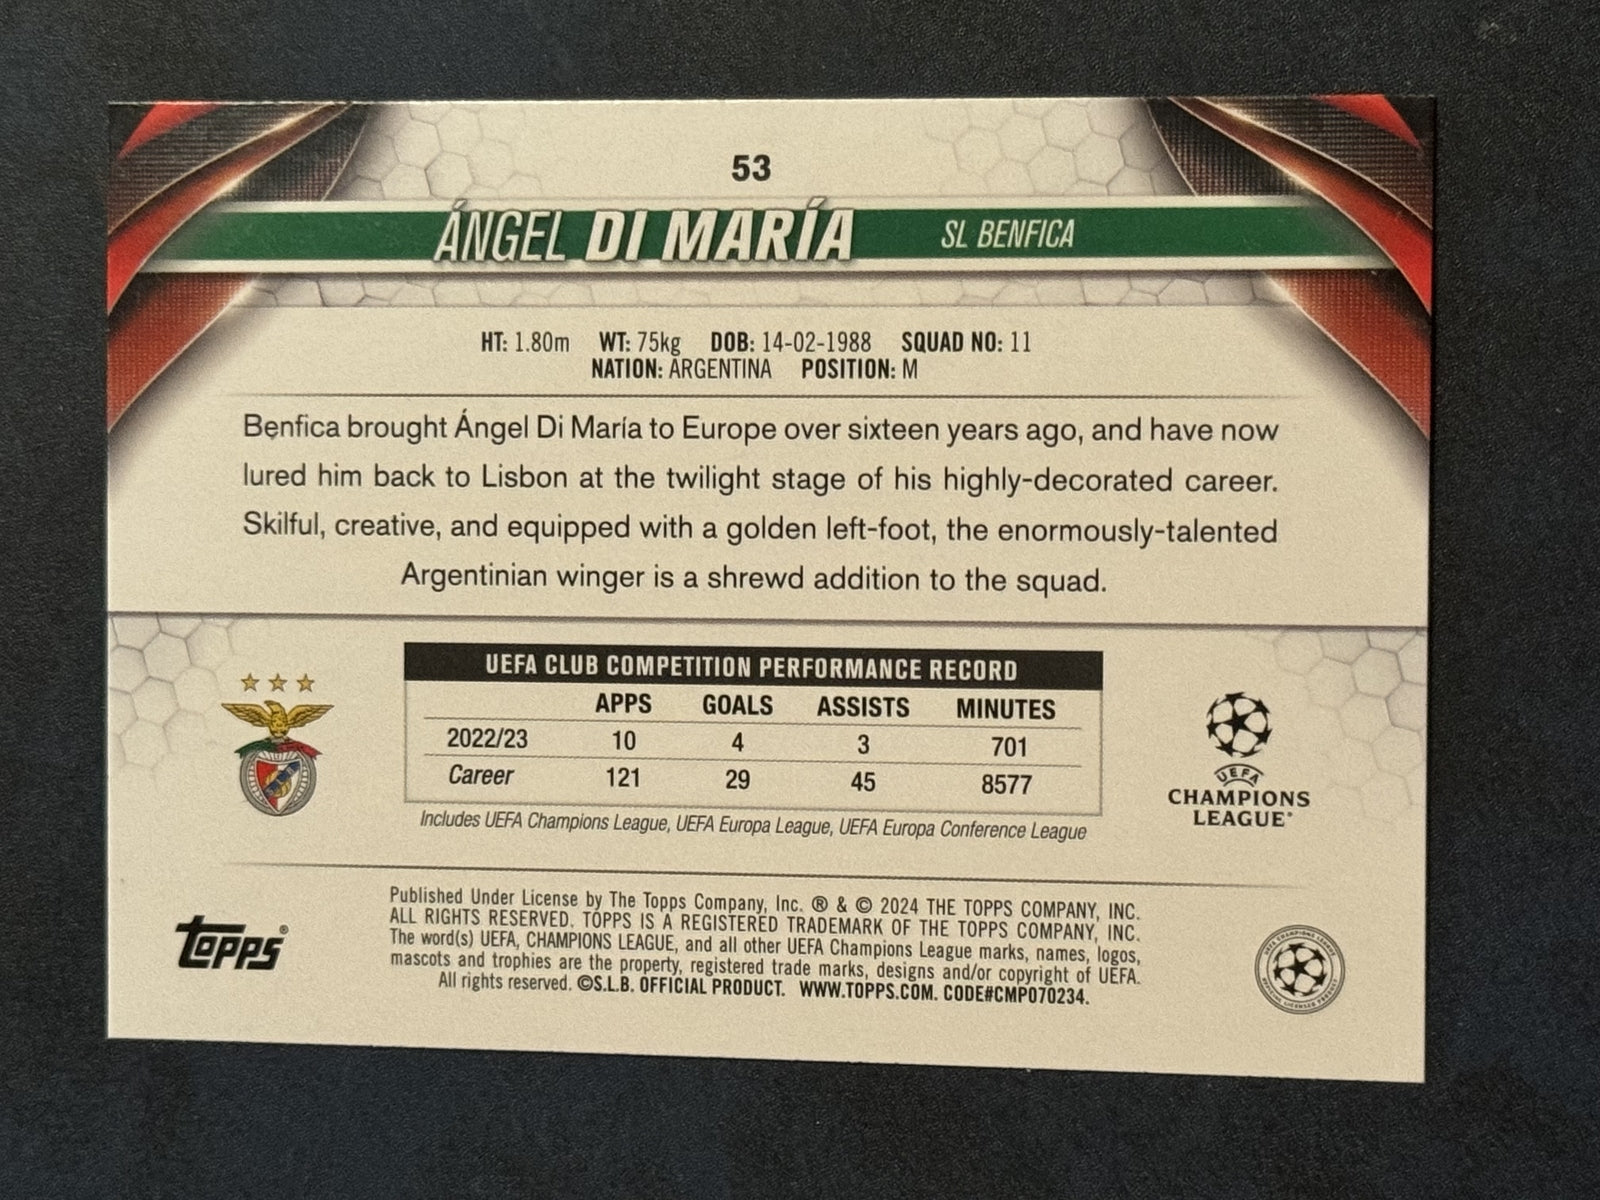 53
ÁNGEL DI MARÍA SL BENFICA
HT: 1.80m WT: 75kg DOB: 14-02-1988 SQUAD NO: 11
NATION: ARGENTINA POSITION: M
Benfica brought Ángel Di María to Europe over sixteen years ago, and have now
lured him back to Lisbon at the twilight stage of his highly-decorated career.
Skilful, creative, and equipped with a golden left-foot, the enormously-talented
Argentinian winger is a shrewd addition to the squad.
UEFA CLUB COMPETITION PERFORMANCE RECORD
APPS GOALS ASSISTS MINUTES
2022/23 10 4 3 701
Career 121 29 45 8577
Includes UEFA Champions League, UEFA Europa League, UEFA Europa Conference League
UEFA
CHAMPIONS
LEAGUE®
Published Under License by The Topps Company, Inc. ® & © 2024 THE TOPPS COMPANY, INC.
ALL RIGHTS RESERVED. TOPPS IS A REGISTERED TRADEMARK OF THE TOPPS COMPANY, INC.
The word(s) UEFA, CHAMPIONS LEAGUE, and all other UEFA Champions League marks, names, logos,
mascots and trophies are the property, registered trade marks, designs and/or copyright of UEFA.
All rights reserved. ©S.L.B. OFFICIAL PRODUCT. WWW.TOPPS.COM. CODE#CMP070234.
topps®
UEFA CHAMPIONS LEAGUE
OFFICIAL LICENSED PRODUCT